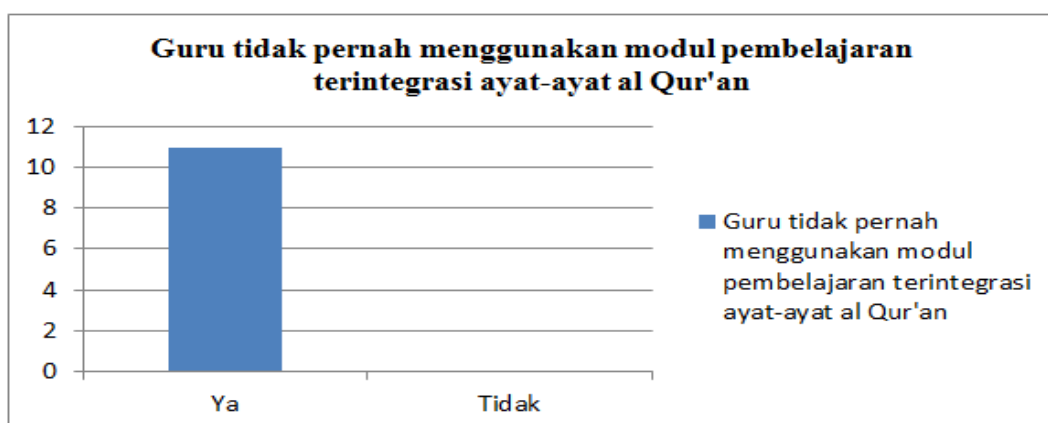 Guru tidak pernah menggunakan modul pembelajaran
terintegrasi ayat-ayat al Qur'an
12
10
8
6
4
2
0
Ya
Tidak
Guru tidak pernah
menggunakan modul
pembelajaran terintegrasi
ayat-ayat al Qur'an